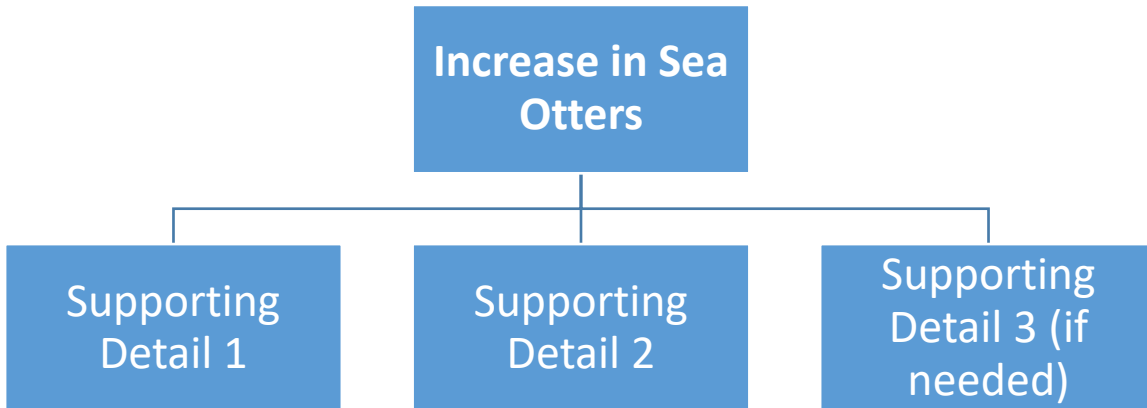 Increase in Sea
Otters
Supporting
Detail 1
Supporting
Detail 2
Supporting
Detail 3 (if
needed)